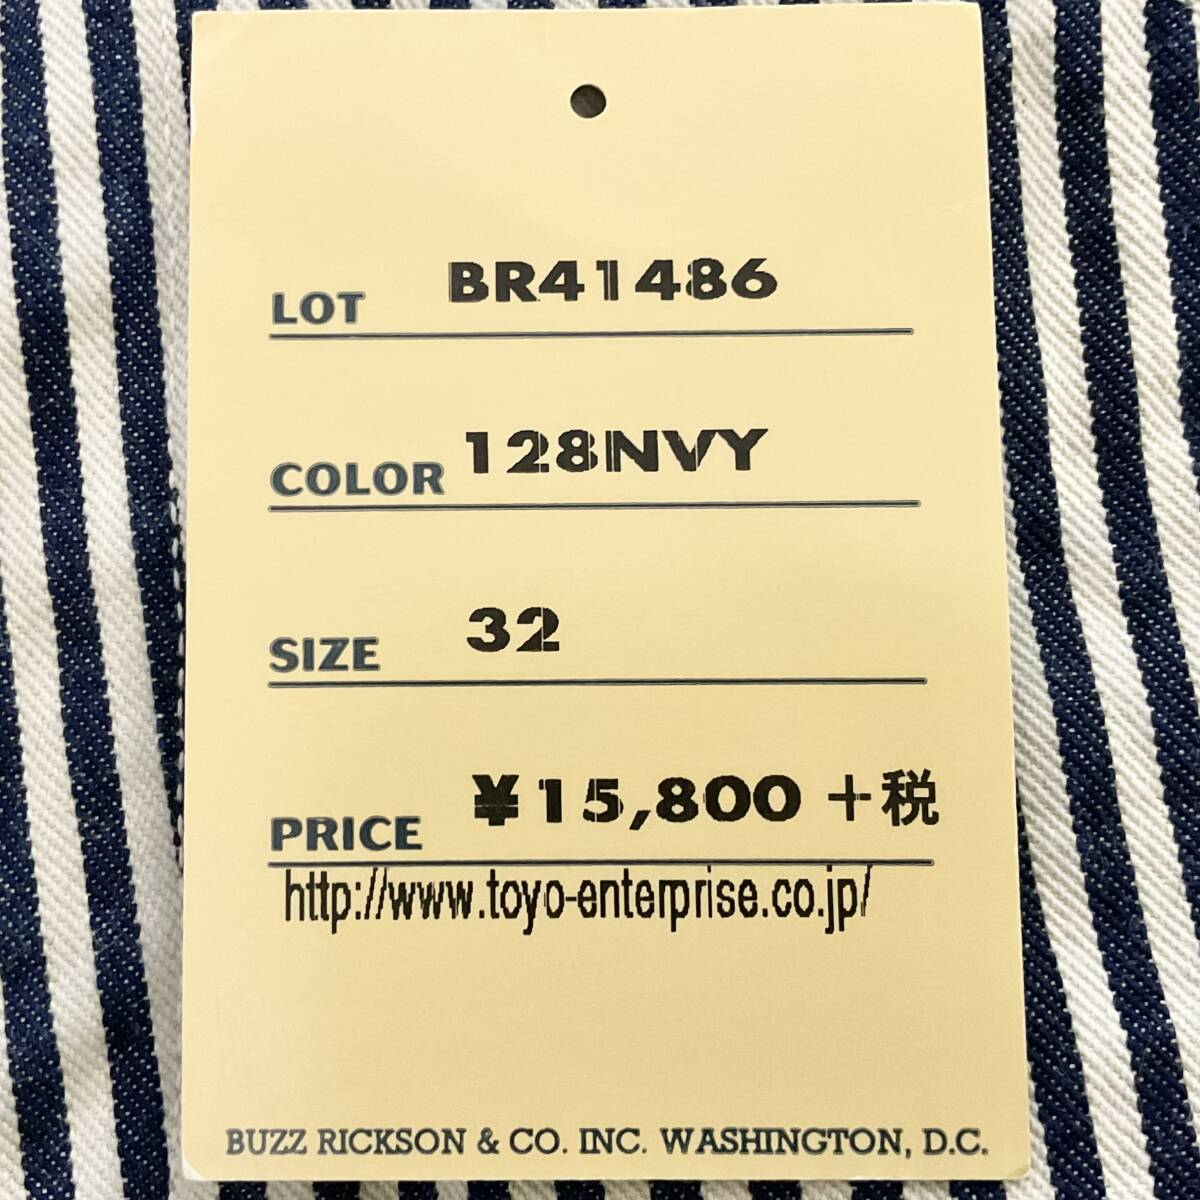 LOT BR41486
COLOR 128NVY
SIZE 32
PRICE ¥15,800 +税
http://www.toyo-enterprise.co.jp/
BUZZ RICKSON & CO. INC. WASHINGTON, D.C.